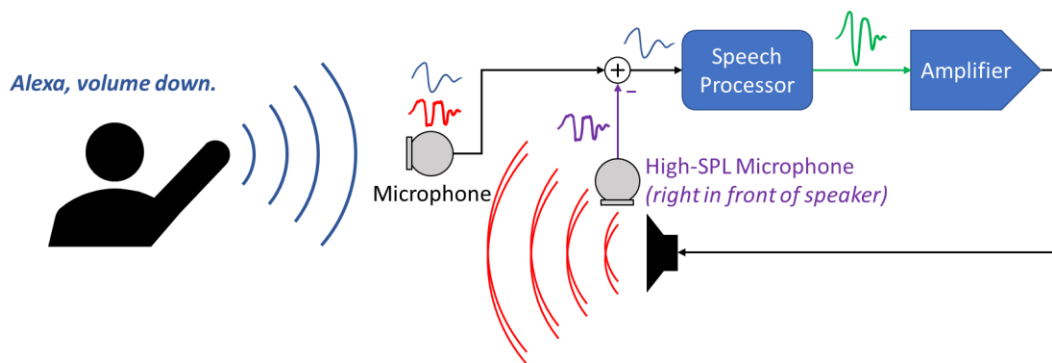 Alexa, volume down.
Microphone
+
−
Speech
Processor
Amplifier
High-SPL Microphone
(right in front of speaker)